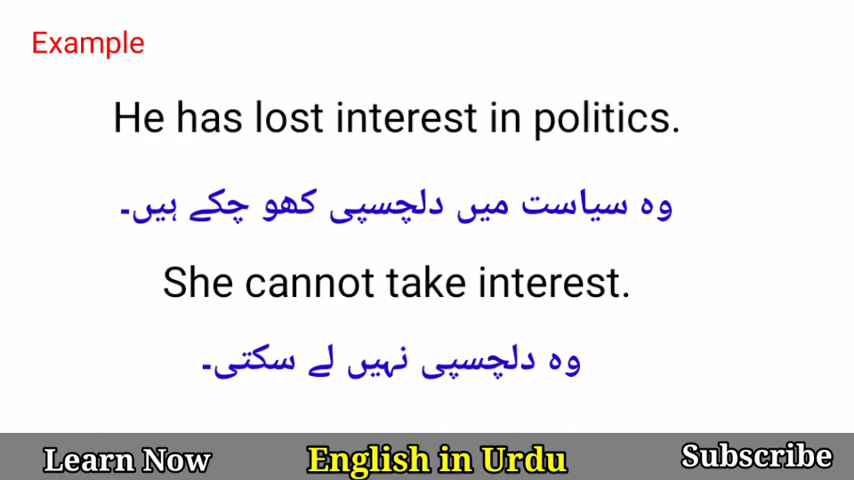 Example
He has lost interest in politics.
وہ سیاست میں دلچسپی کھو چکے ہیں۔
She cannot take interest.
وہ دلچسپی نہیں لے سکتی۔
Learn Now English in Urdu Subscribe